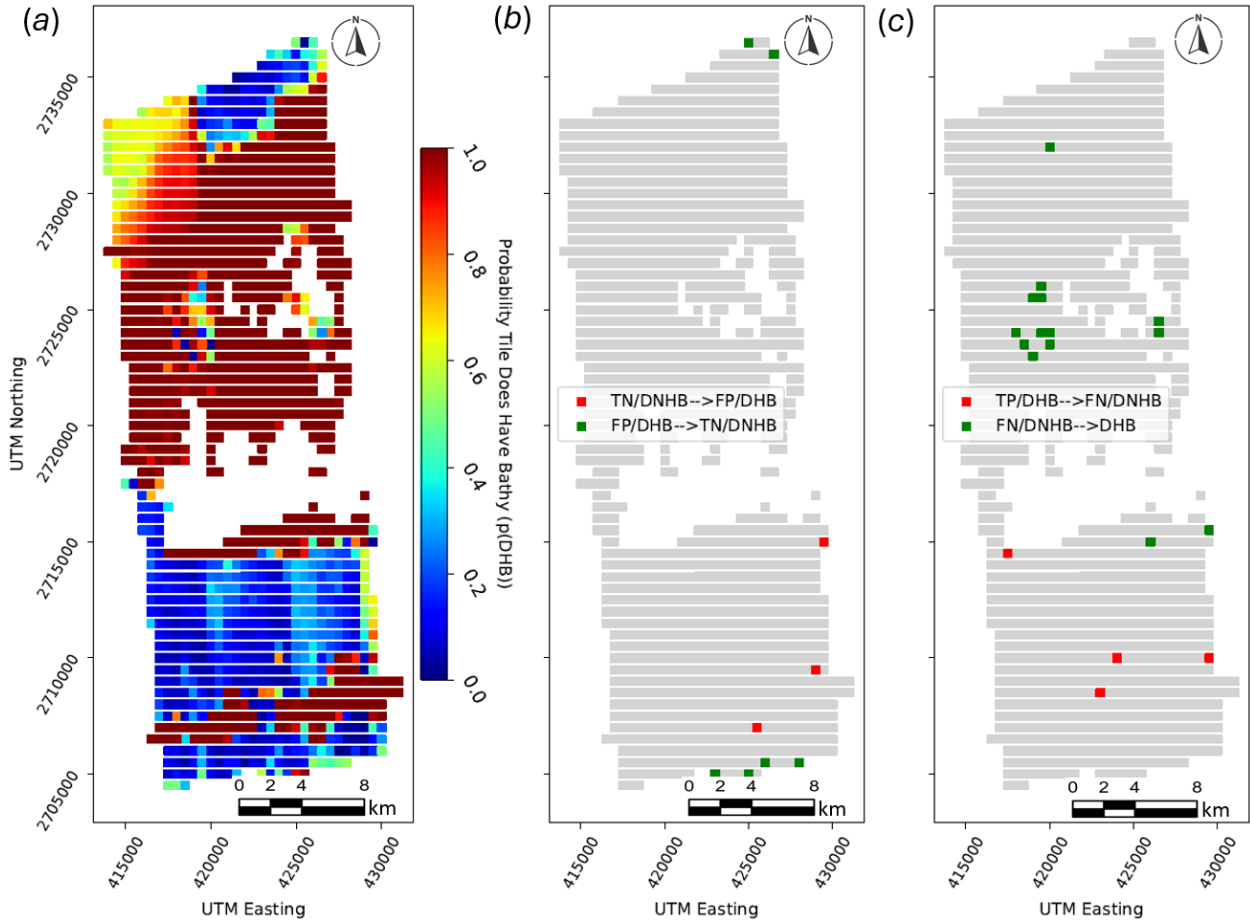 (a)
(b)
(c)
N
N
N
2735000
2730000
2725000
2720000
2715000
2710000
2705000
UTM Northing
1.0
0.8
0.6
0.4
0.2
0.0
Probability Tile Does Have Bathy (p(DHB))
TN/DNHB-->FP/DHB
FP/DHB-->TN/DNHB
TP/DHB-->FN/DNHB
FN/DNHB-->DHB
0 2 4 8
km
0 2 4 8
km
0 2 4 8
km
415000 420000 425000 430000
415000 420000 425000 430000
415000 420000 425000 430000
UTM Easting
UTM Easting
UTM Easting